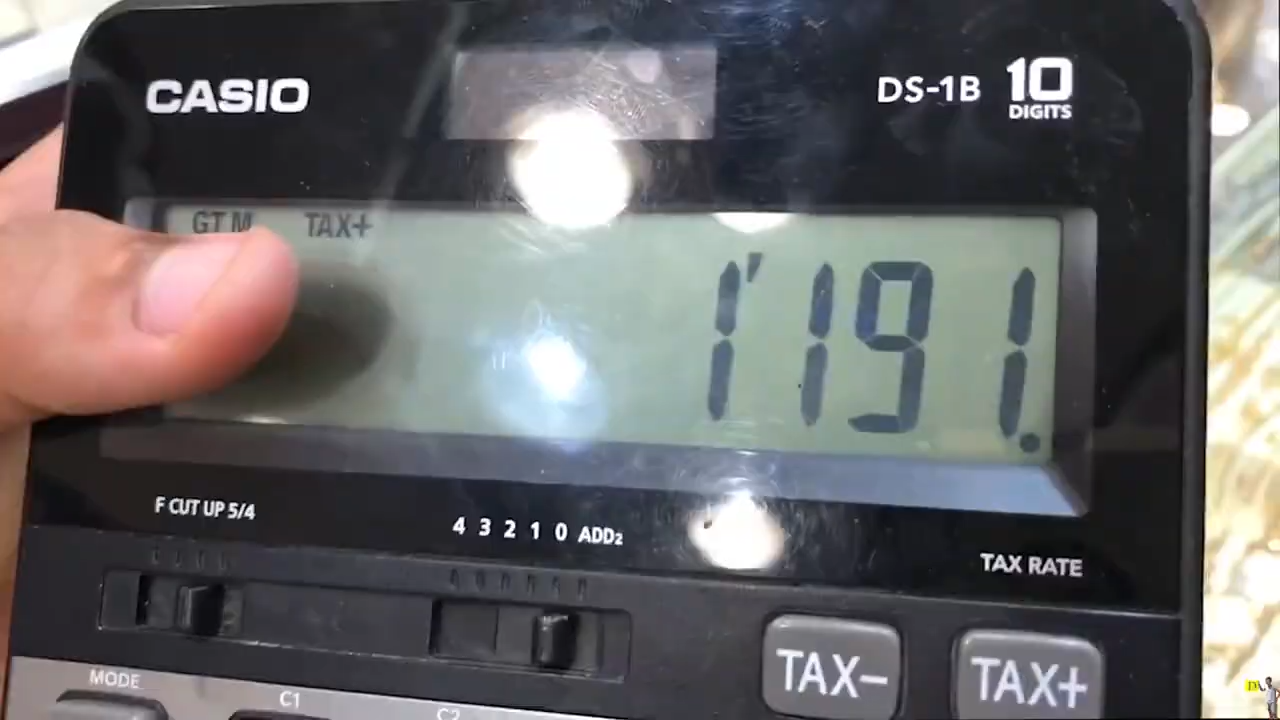 CASIO
DS-1B 10
DIGITS
GT M TAX+
1'191.
F CUT UP 5/4
4 3 2 1 0 ADD2
TAX RATE
TAX- TAX+
MODE
C1